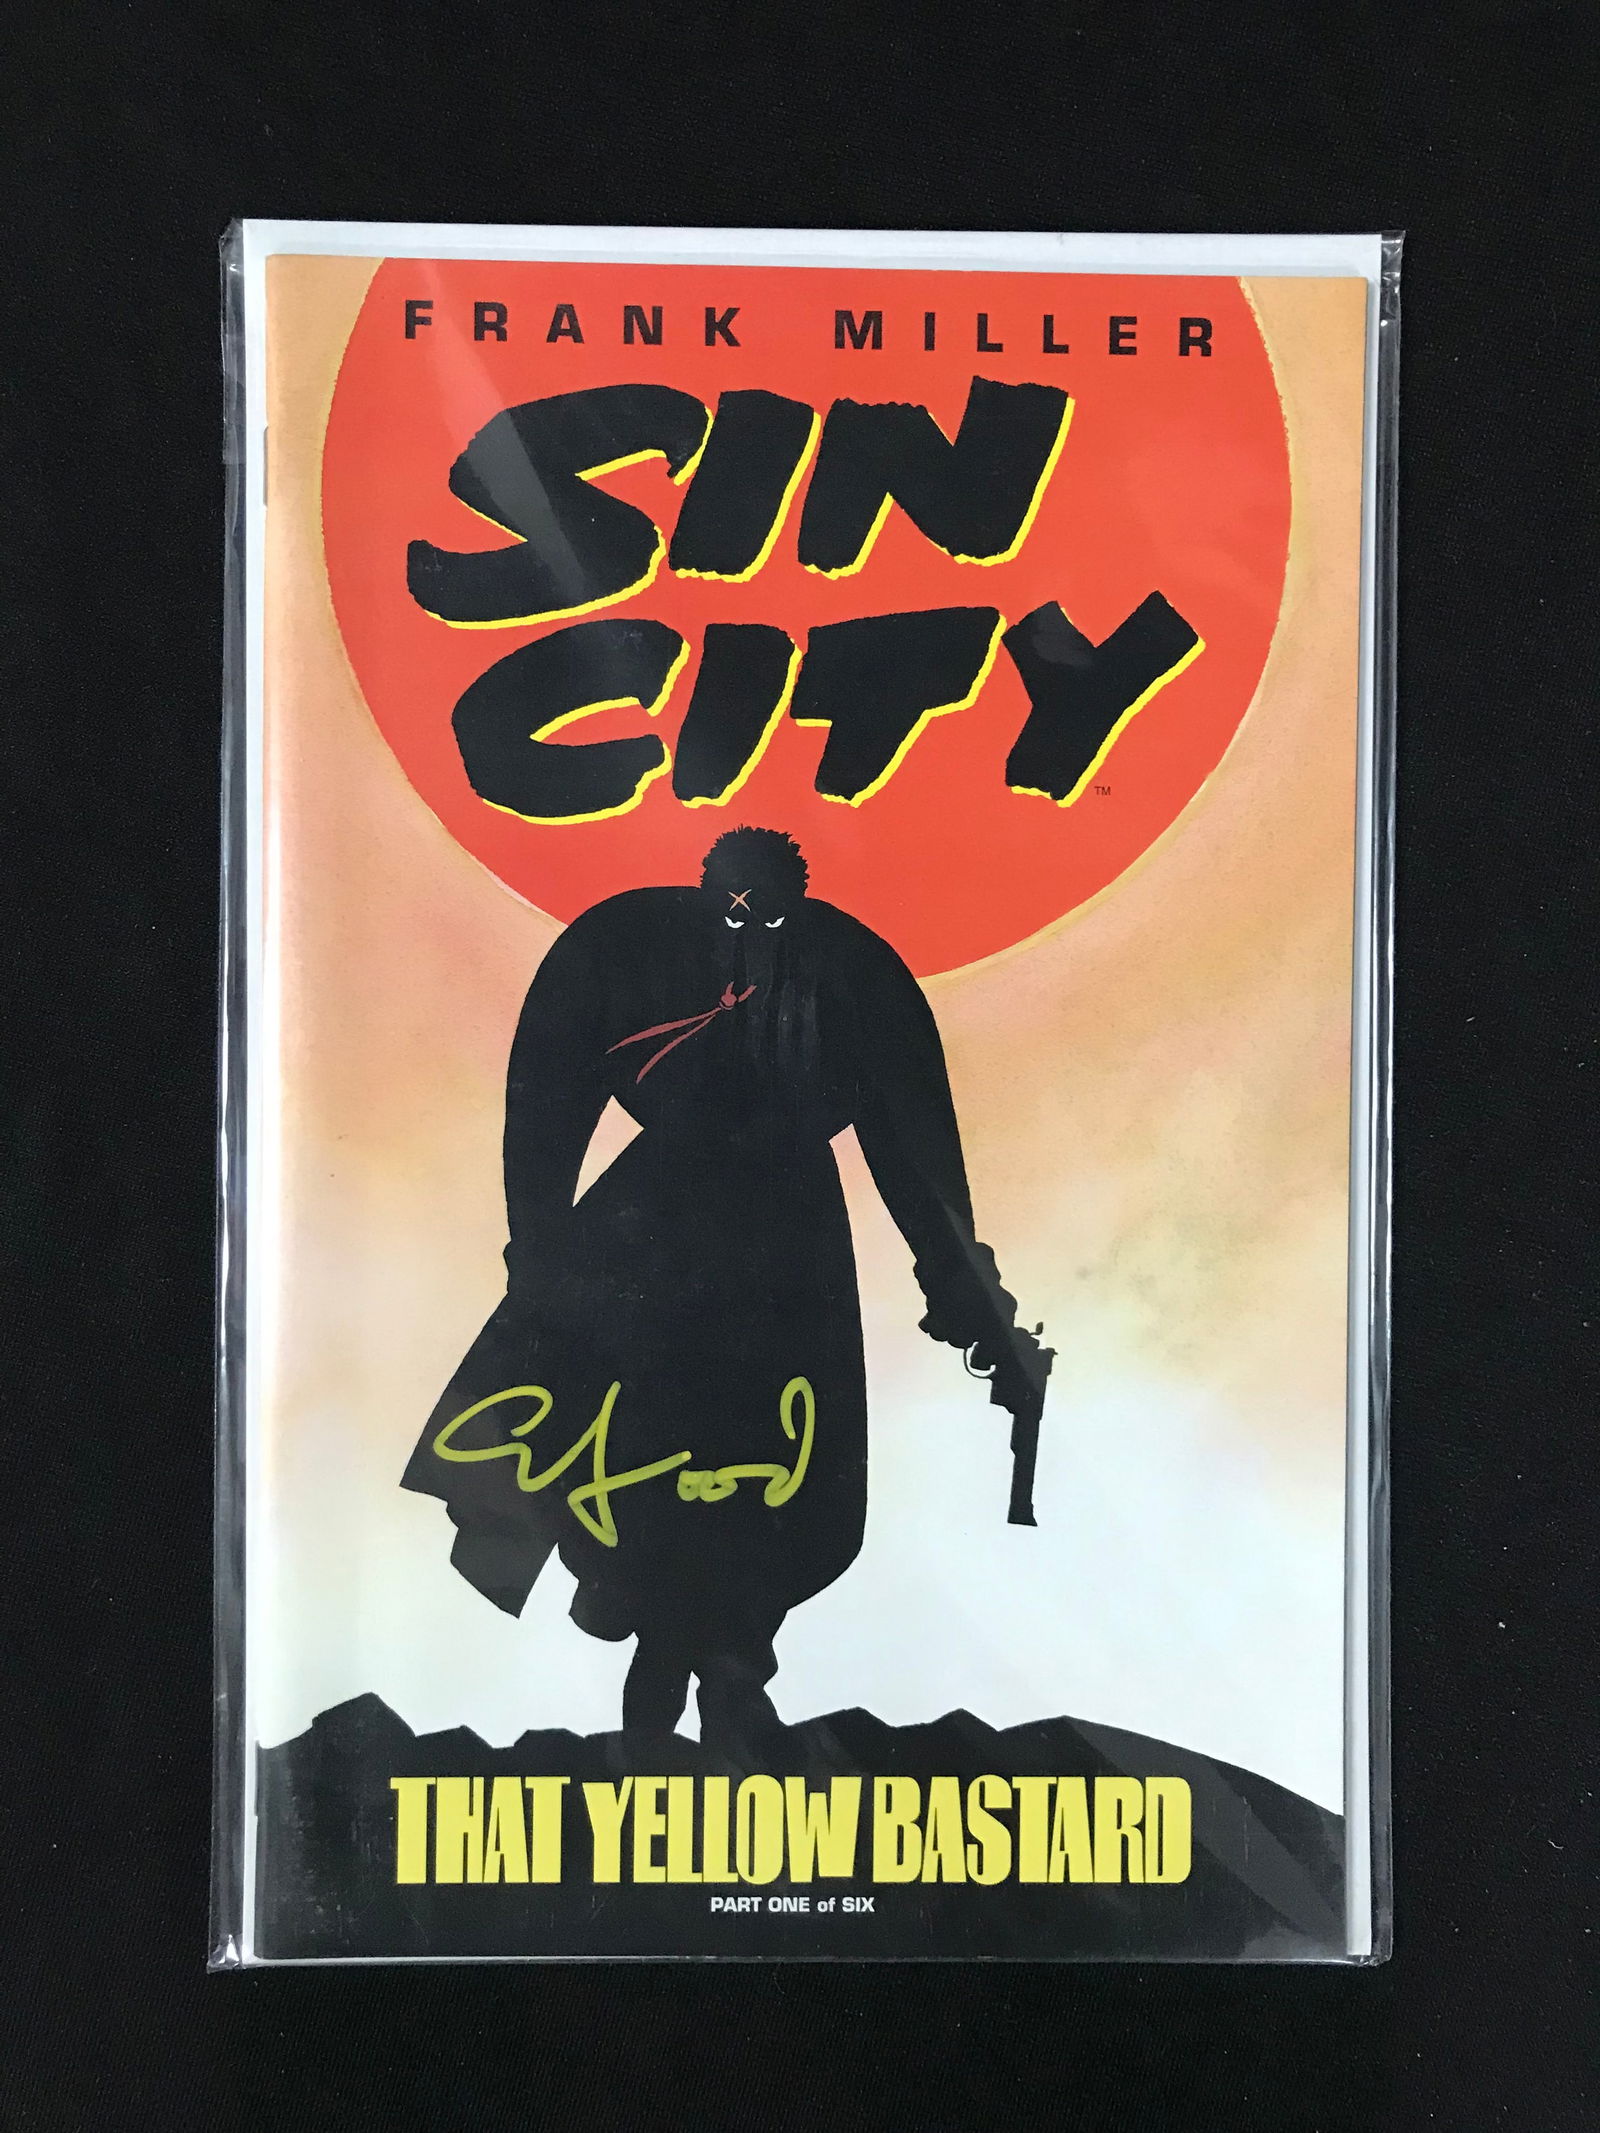 FRANK MILLER
SIN
CITY
TM
THAT YELLOW BASTARD
PART ONE of SIX